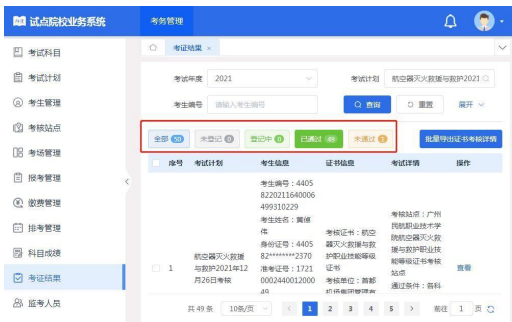 试点院校业务系统
考务管理
考试科目
考试计划
考生管理
考核站点
考场管理
报考管理
缴费管理
排考管理
科目成绩
考证结果
监考人员
考证结果 ×
考试年度 2021
考试计划 航空器灭火救援与救护2021
考生编号 请输入考生编号
查询 重置 展开
全部 50 未登记 0 登记中 0 已通过 49 未通过 1
批量导出证书考核详情
序号 考试计划 考生信息 证书信息 考试详情 操作
1
航空器灭火救援
与救护2021年12
月26日考核
考生编号：4405
8220211640006
499310229
考生姓名：黄
伟
身份证号：4405
82********2370
准考证号：1721
0002440012000
49
考核证书：航空
器灭火救援与救
护职业技能等级
证书
考核单位：首都
机场集团管理有
考核站点：广州
民航职业技术学
院航空器灭火救
援与救护职业技
能等级证书考核
站点
通过条件：各科
查看
共 49 条 10条/页 1 2 3 4 5 前往 1 页